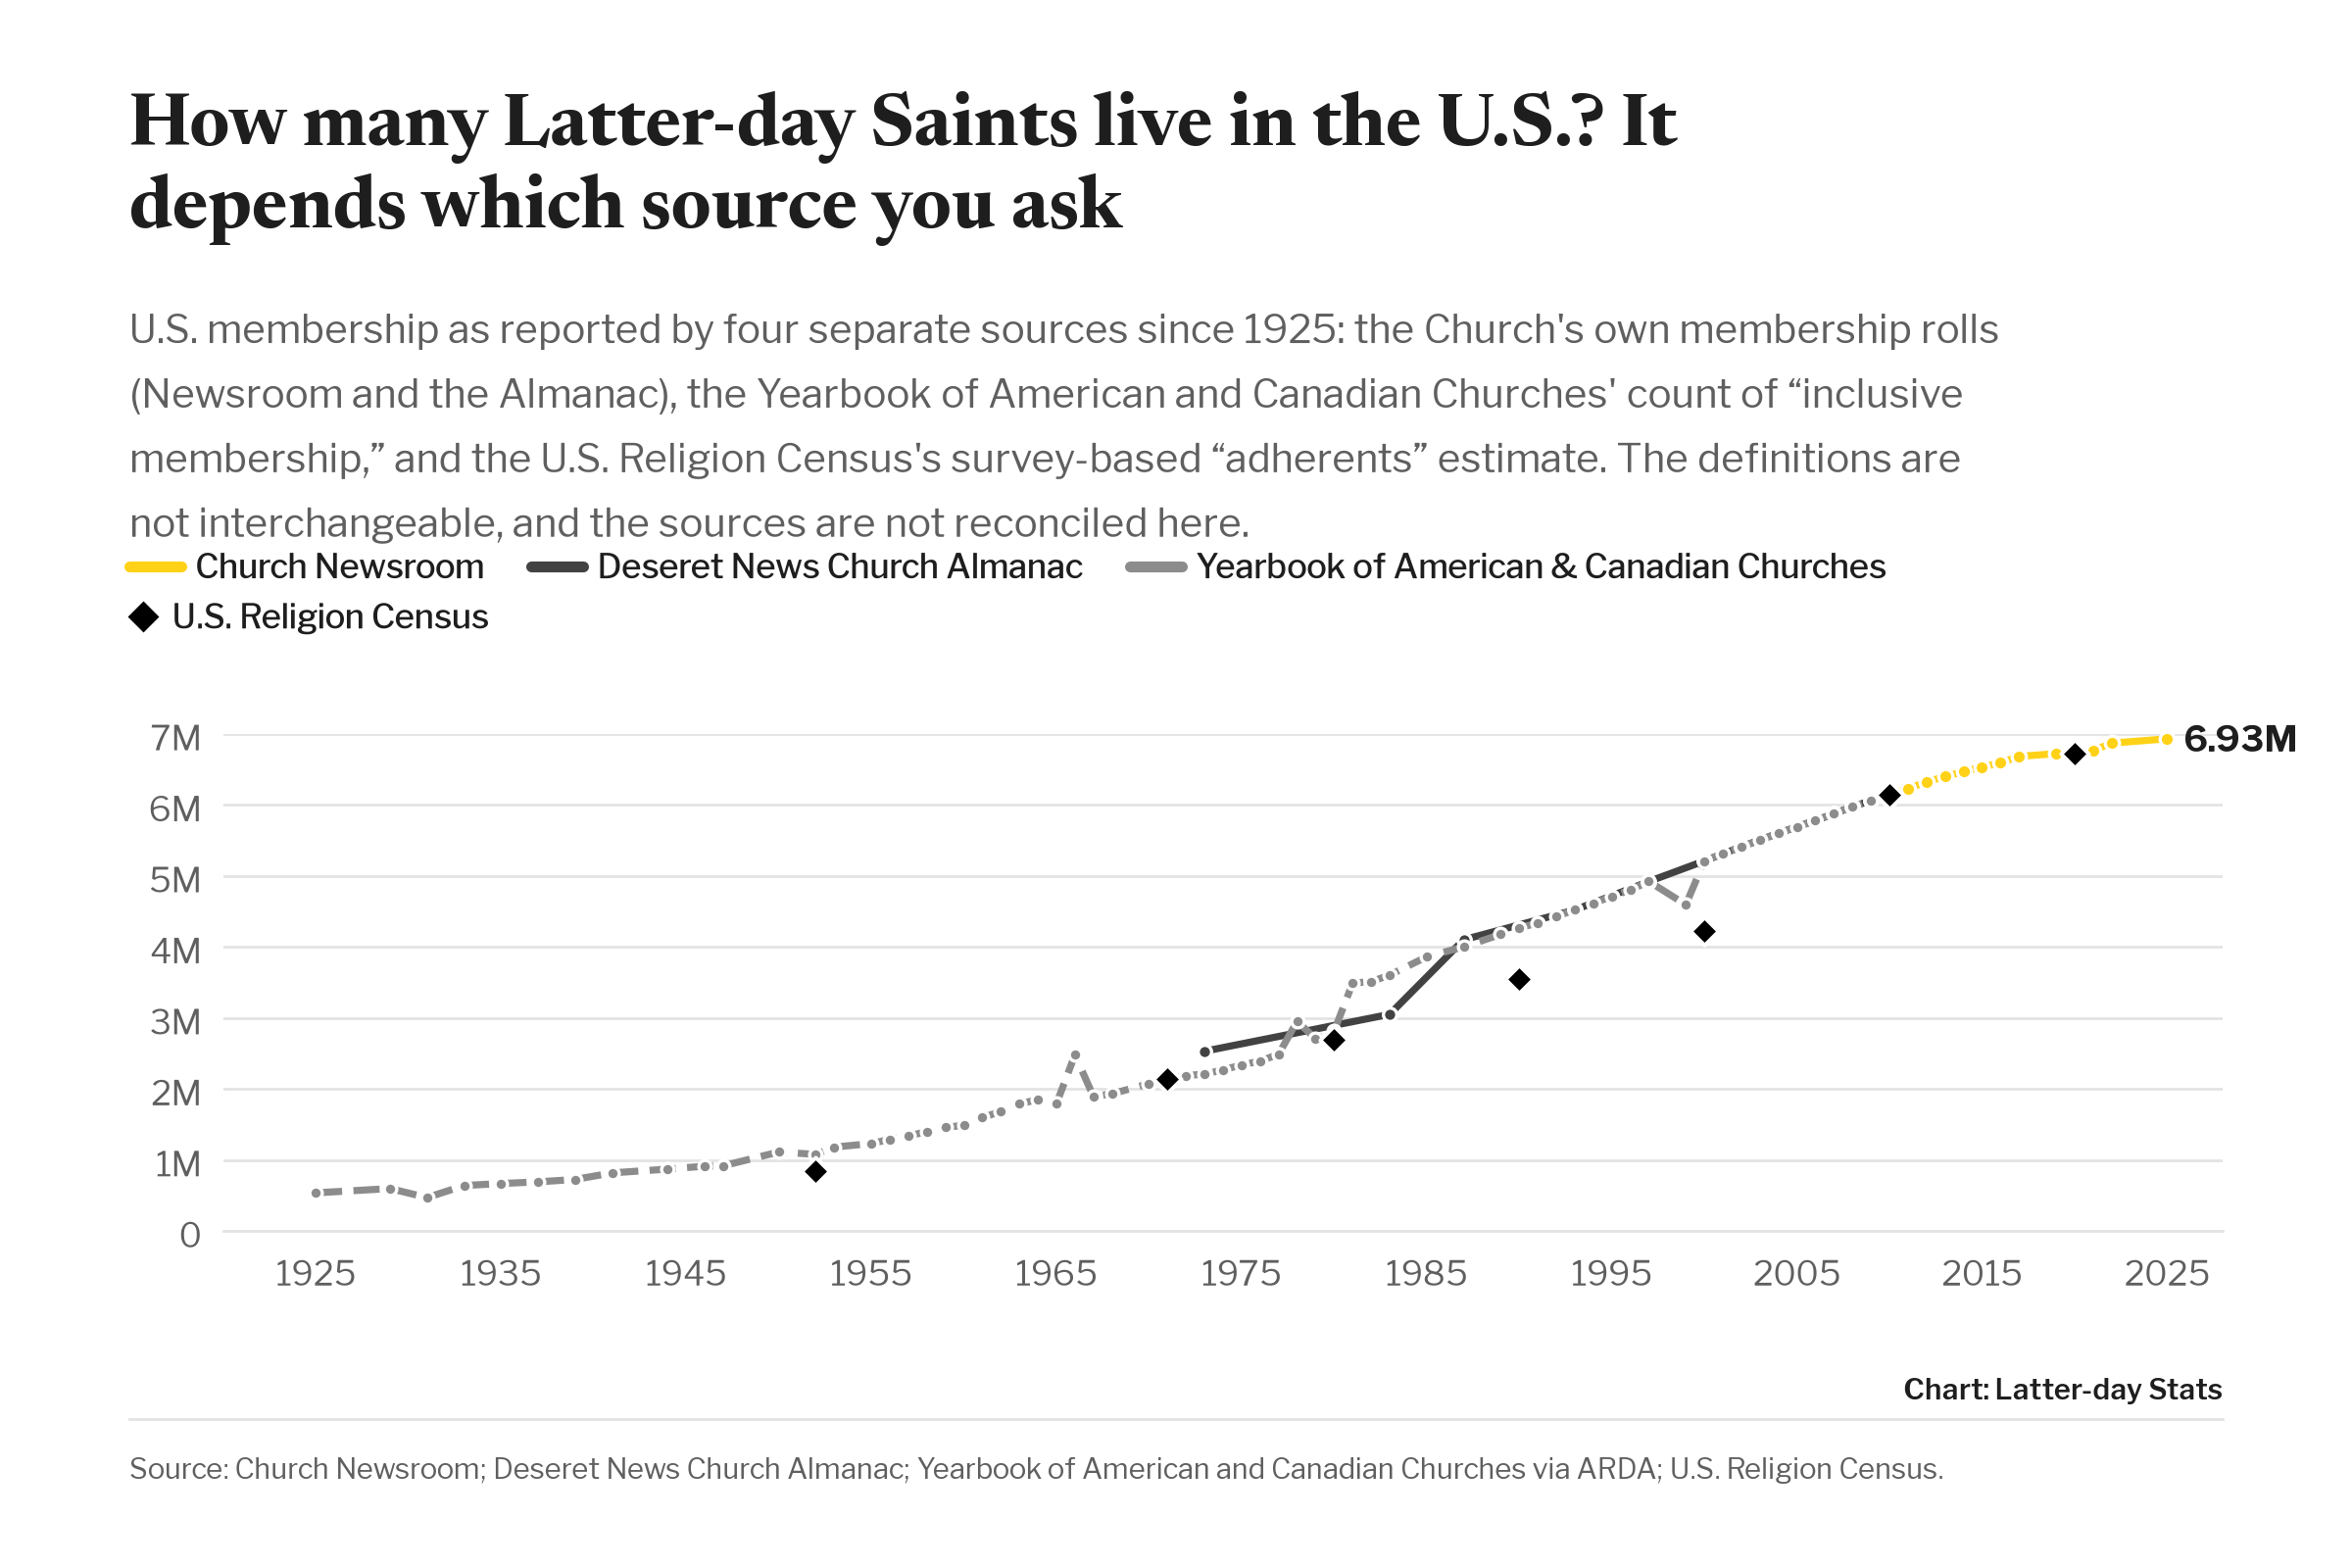 How many Latter-day Saints live in the U.S.? It
depends which source you ask
U.S. membership as reported by four separate sources since 1925: the Church's own membership rolls
(Newsroom and the Almanac), the Yearbook of American and Canadian Churches' count of “inclusive
membership,” and the U.S. Religion Census's survey-based “adherents” estimate. The definitions are
not interchangeable, and the sources are not reconciled here.
Church Newsroom Deseret News Church Almanac Yearbook of American & Canadian Churches
U.S. Religion Census
7M
6.93M
6M
5M
4M
3M
2M
1M
0
1925 1935 1945 1955 1965 1975 1985 1995 2005 2015 2025
Chart: Latter-day Stats
Source: Church Newsroom; Deseret News Church Almanac; Yearbook of American and Canadian Churches via ARDA; U.S. Religion Census.